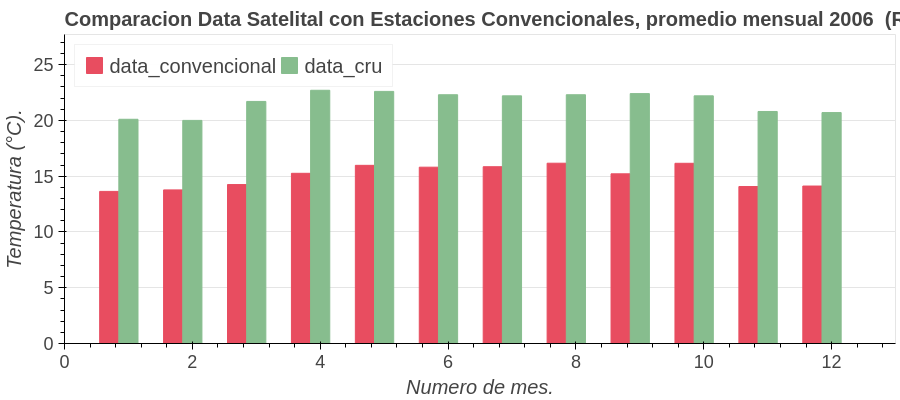 Comparacion Data Satelital con Estaciones Convencionales, promedio mensual 2006 (R
data_convencional data_cru
Temperatura (°C).
25
20
15
10
5
0
0 2 4 6 8 10 12
Numero de mes.